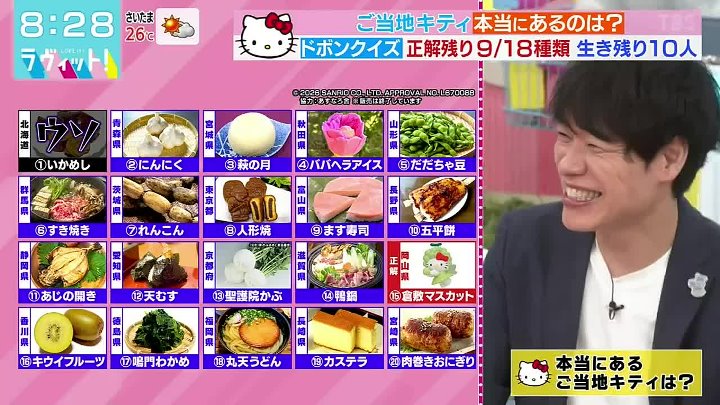 8:28
さいたま
26℃
ラヴィット!
ご当地キティ 本当にあるのは?
TBS
ドボンクイズ 正解残り9/18種類 生き残り10人
© 2026 SANRIO CO., LTD. APPROVAL NO. L670088
協力:あすなろ舎 ※販売は終了しています
北海道
ウソ
①いかめし
青森県
②にんにく
宮城県
③萩の月
秋田県
④ババヘラアイス
山形県
⑤だだちゃ豆
群馬県
⑥すき焼き
茨城県
⑦れんこん
東京都
⑧人形焼
富山県
⑨ます寿司
長野県
⑩五平餅
静岡県
⑪あじの開き
愛知県
⑫天むす
京都府
⑬聖護院かぶ
滋賀県
⑭鴨鍋
正解
岡山県
⑮倉敷マスカット
香川県
⑯キウイフルーツ
徳島県
⑰鳴門わかめ
福岡県
⑱丸天うどん
長崎県
⑲カステラ
宮崎県
⑳肉巻きおにぎり
本当にある
ご当地キティは?